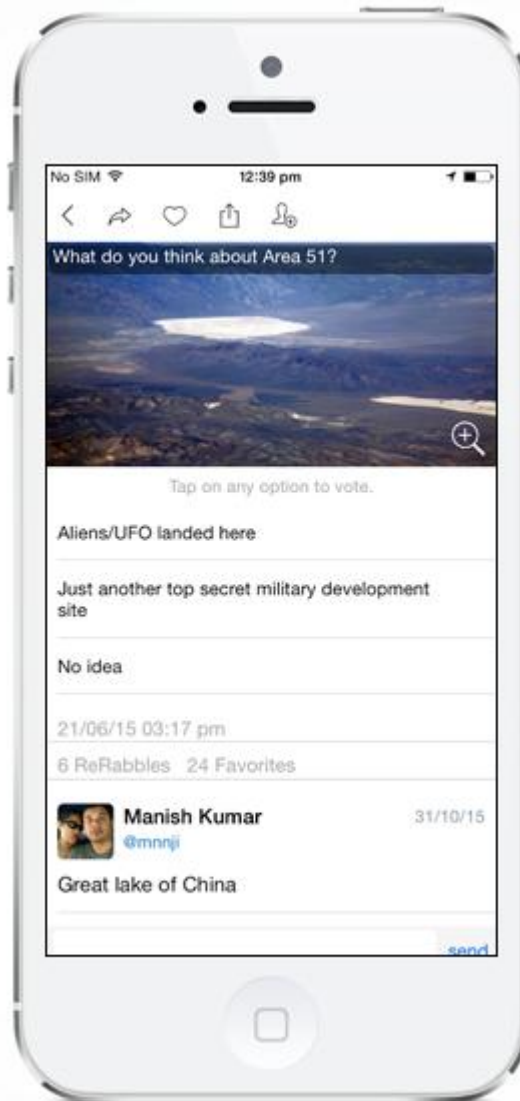 No SIM 12:39 pm
What do you think about Area 51?
Tap on any option to vote.
Aliens/UFO landed here
Just another top secret military development
site
No idea
21/06/15 03:17 pm
6 ReRabbles 24 Favorites
Manish Kumar 31/10/15
@mnnji
Great lake of China
send